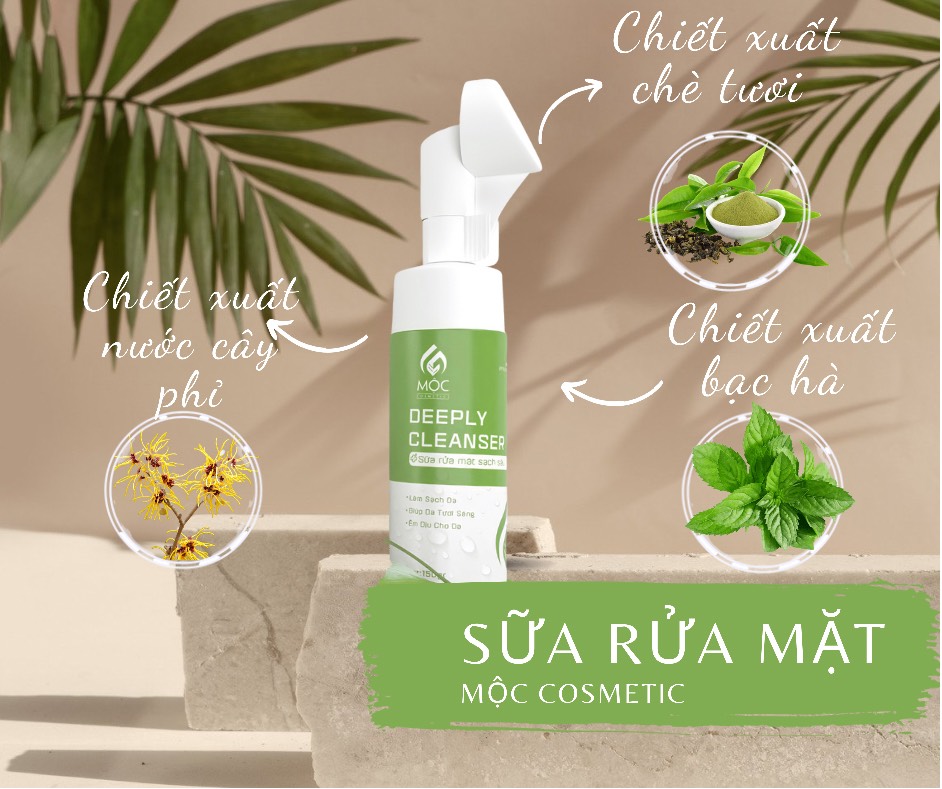 Chiết xuất
chè tươi
Chiết xuất
nước cây
phỉ
Chiết xuất
bạc hà
MỘC
COSMETIC
DEEPLY
CLEANSER
Sữa rửa mặt sạch
•Làm Sạch Da
•Giúp Da Tươi Sáng
•Êm Dịu Cho Da
SỮA RỬA MẶT
MỘC COSMETIC